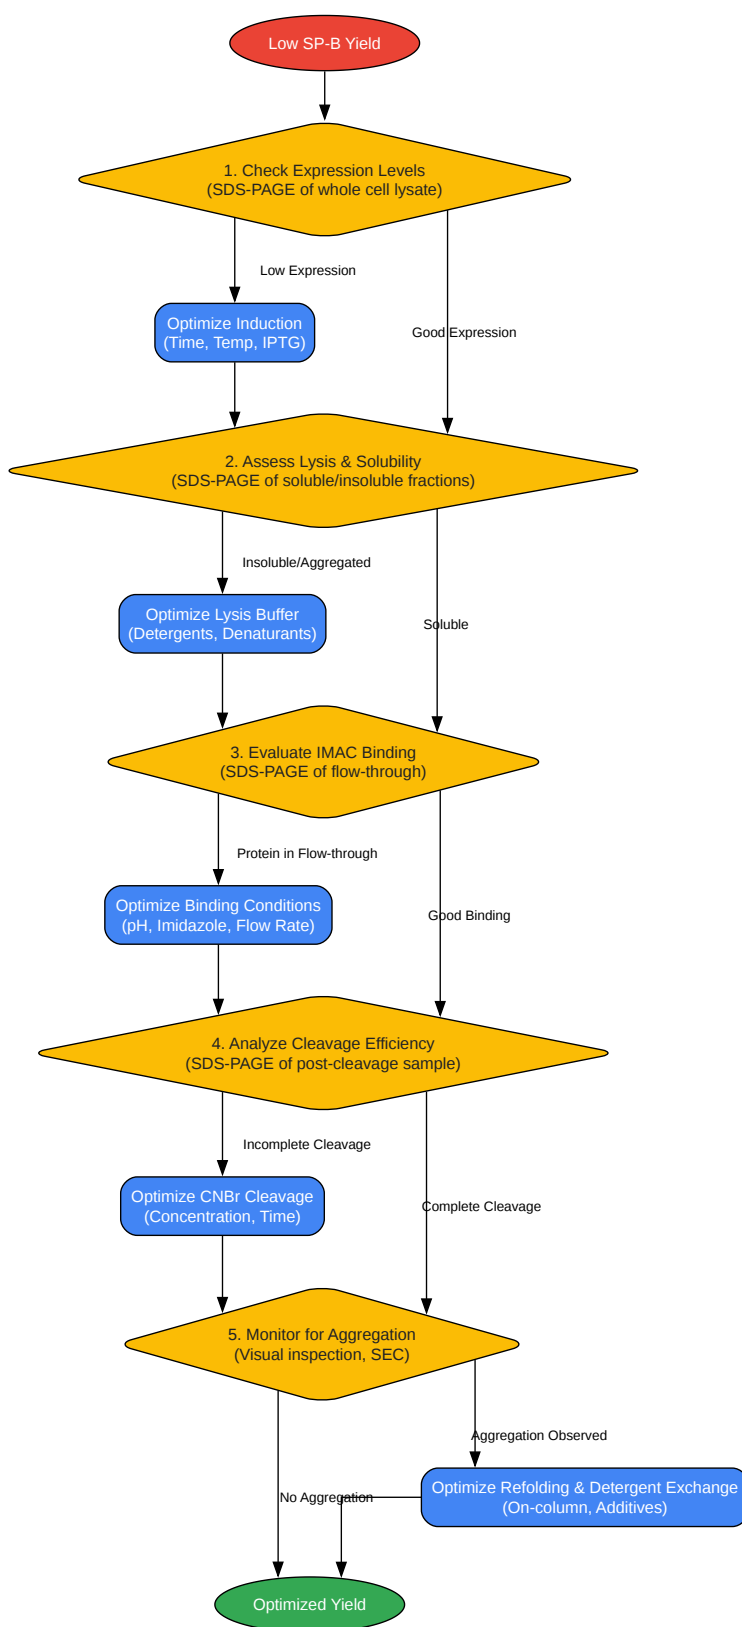 Low SP-B Yield
1. Check Expression Levels
(SDS-PAGE of whole cell lysate)
Low Expression
Optimize Induction
(Time, Temp, IPTG)
Good Expression
2. Assess Lysis & Solubility
(SDS-PAGE of soluble/insoluble fractions)
Insoluble/Aggregated
Optimize Lysis Buffer
(Detergents, Denaturants)
Soluble
3. Evaluate IMAC Binding
(SDS-PAGE of flow-through)
Protein in Flow-through
Optimize Binding Conditions
(pH, Imidazole, Flow Rate)
Good Binding
4. Analyze Cleavage Efficiency
(SDS-PAGE of post-cleavage sample)
Incomplete Cleavage
Optimize CNBr Cleavage
(Concentration, Time)
Complete Cleavage
5. Monitor for Aggregation
(Visual inspection, SEC)
Aggregation Observed
Optimize Refolding & Detergent Exchange
(On-column, Additives)
No Aggregation
Optimized Yield